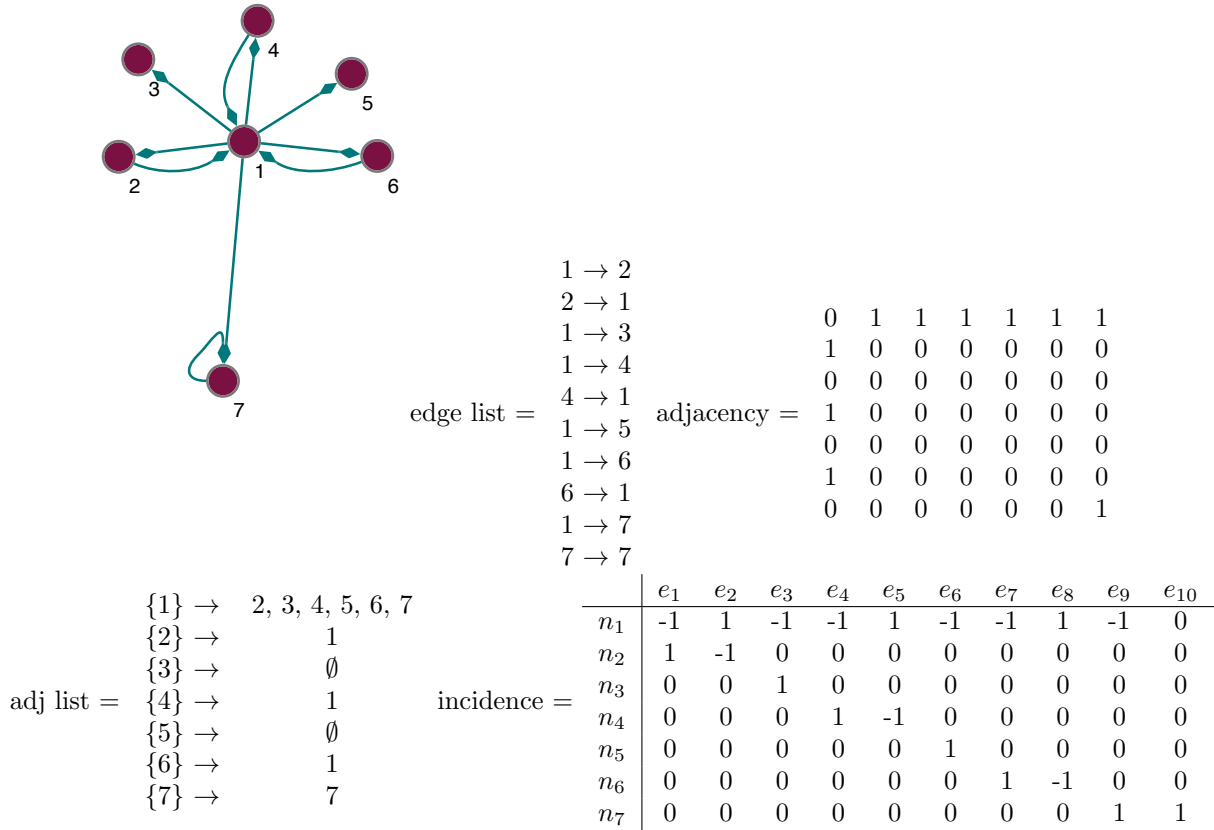 4
3
5
2
1
6
7
edge list =
1 → 2
2 → 1
1 → 3
1 → 4
4 → 1
1 → 5
1 → 6
6 → 1
1 → 7
7 → 7
adjacency =
0 1 1 1 1 1 1
1 0 0 0 0 0 0
0 0 0 0 0 0 0
1 0 0 0 0 0 0
0 0 0 0 0 0 0
1 0 0 0 0 0 0
0 0 0 0 0 0 1
adj list =
{1} → 2, 3, 4, 5, 6, 7
{2} → 1
{3} → ∅
{4} → 1
{5} → ∅
{6} → 1
{7} → 7
incidence =
e₁ e₂ e₃ e₄ e₅ e₆ e₇ e₈ e₉ e₁₀
n₁ -1 1 -1 -1 1 -1 -1 1 -1 0
n₂ 1 -1 0 0 0 0 0 0 0 0
n₃ 0 0 1 0 0 0 0 0 0 0
n₄ 0 0 0 1 -1 0 0 0 0 0
n₅ 0 0 0 0 0 1 0 0 0 0
n₆ 0 0 0 0 0 0 1 -1 0 0
n₇ 0 0 0 0 0 0 0 0 1 1